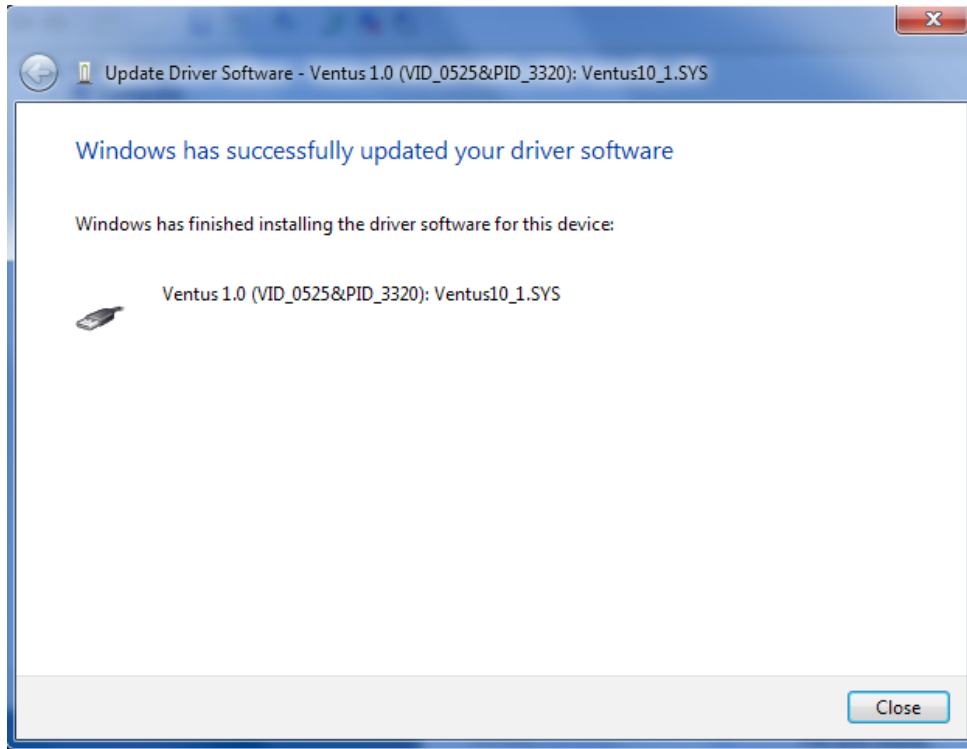 Update Driver Software - Ventus 1.0 (VID_0525&PID_3320): Ventus10_1.SYS
Windows has successfully updated your driver software
Windows has finished installing the driver software for this device:
Ventus 1.0 (VID_0525&PID_3320): Ventus10_1.SYS
Close